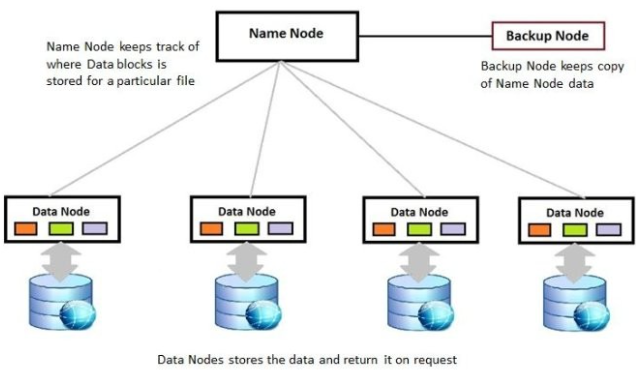 Name Node
Backup Node
Name Node keeps track of
where Data blocks is
stored for a particular file
Backup Node keeps copy
of Name Node data
Data Node
Data Node
Data Node
Data Node
Data Nodes stores the data and return it on request